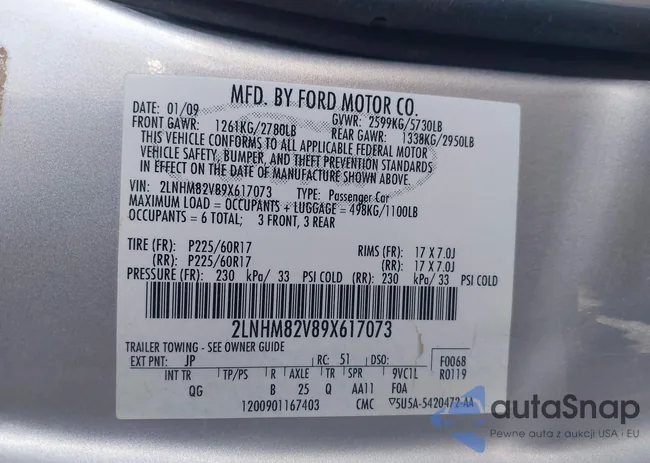 MFD. BY FORD MOTOR CO.
DATE: 01/09 GVWR: 2599KG/5730LB
FRONT GAWR: 1261KG/2780LB REAR GAWR: 1338KG/2950LB
THIS VEHICLE CONFORMS TO ALL APPLICABLE FEDERAL MOTOR
VEHICLE SAFETY, BUMPER, AND THEFT PREVENTION STANDARDS
IN EFFECT ON THE DATE OF MANUFACTURE SHOWN ABOVE.
VIN: 2LNHM82V89X617073 TYPE: Passenger Car
MAXIMUM LOAD = OCCUPANTS + LUGGAGE = 498KG/1100LB
OCCUPANTS = 6 TOTAL; 3 FRONT, 3 REAR
TIRE (FR): P225/60R17 RIMS (FR): 17 X 7.0J
(RR): P225/60R17 (RR): 17 X 7.0J
PRESSURE (FR): 230 kPa/ 33 PSI COLD (RR): 230 kPa/ 33 PSI COLD
2LNHM82V89X617073
TRAILER TOWING - SEE OWNER GUIDE
EXT PNT: JP RC: 51 DSO: F0068
INT TR TP/PS R AXLE TR SPR 9VC1L R0119
QG B 25 Q AA11 F0A
1200901167403 CMC 5U5A-5420472-AA
autoSnap
Pewne auta z aukcji USA i EU